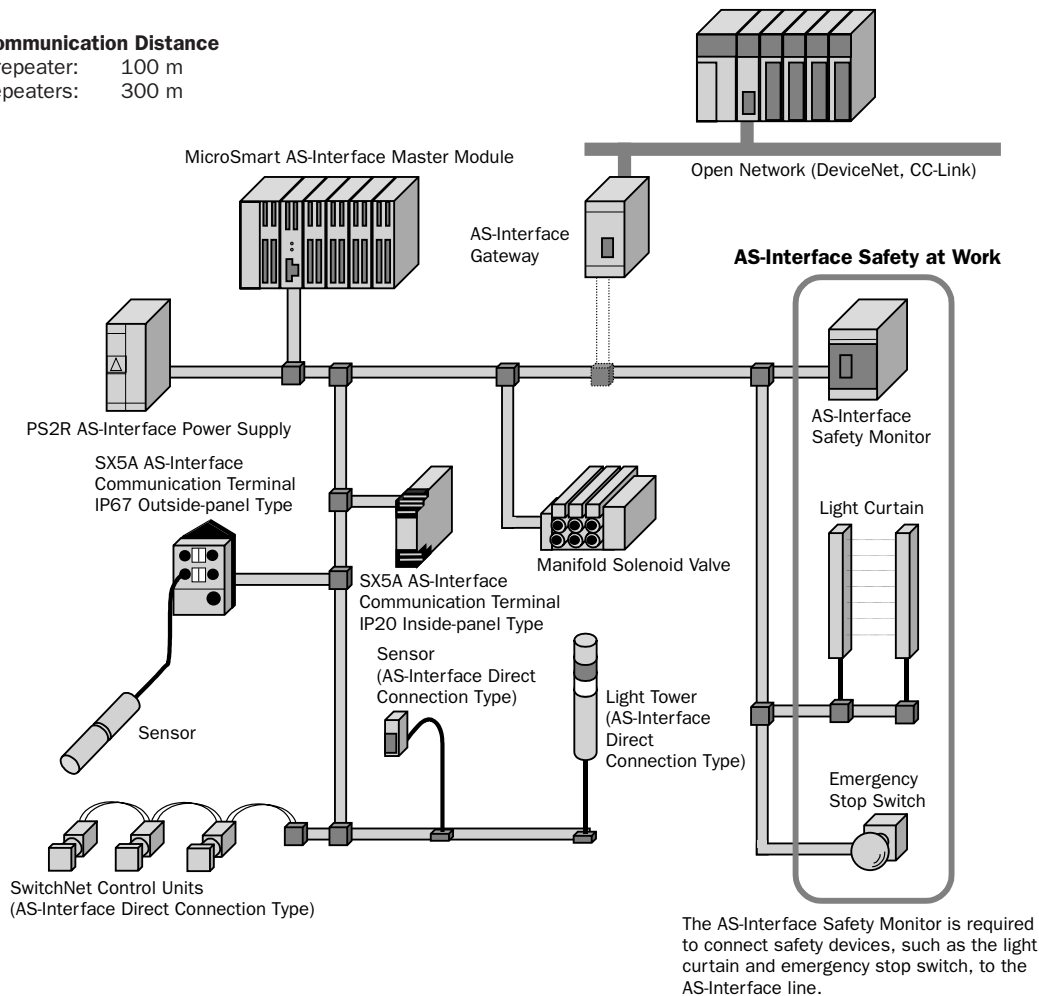 ommunication Distance
repeater: 100 m
epeaters: 300 m
MicroSmart AS-Interface Master Module
Open Network (DeviceNet, CC-Link)
AS-Interface
Gateway
AS-Interface Safety at Work
PS2R AS-Interface Power Supply
AS-Interface
Safety Monitor
SX5A AS-Interface
Communication Terminal
IP67 Outside-panel Type
Light Curtain
Manifold Solenoid Valve
SX5A AS-Interface
Communication Terminal
IP20 Inside-panel Type
Sensor
(AS-Interface Direct
Connection Type)
Light Tower
(AS-Interface
Direct
Connection Type)
Sensor
Emergency
Stop Switch
SwitchNet Control Units
(AS-Interface Direct Connection Type)
The AS-Interface Safety Monitor is required
to connect safety devices, such as the light
curtain and emergency stop switch, to the
AS-Interface line.